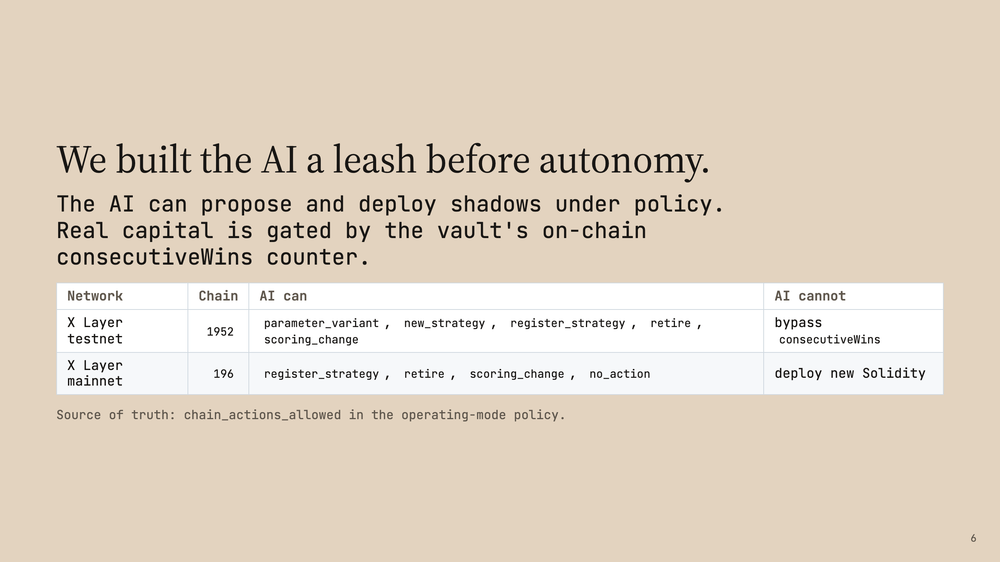 We built the AI a leash before autonomy.
The AI can propose and deploy shadows under policy.
Real capital is gated by the vault's on-chain
consecutiveWins counter.
Network Chain AI can AI cannot
X Layer testnet 1952 parameter_variant , new_strategy , register_strategy , retire , scoring_change bypass consecutiveWins
X Layer mainnet 196 register_strategy , retire , scoring_change , no_action deploy new Solidity
Source of truth: chain_actions_allowed in the operating-mode policy.
6